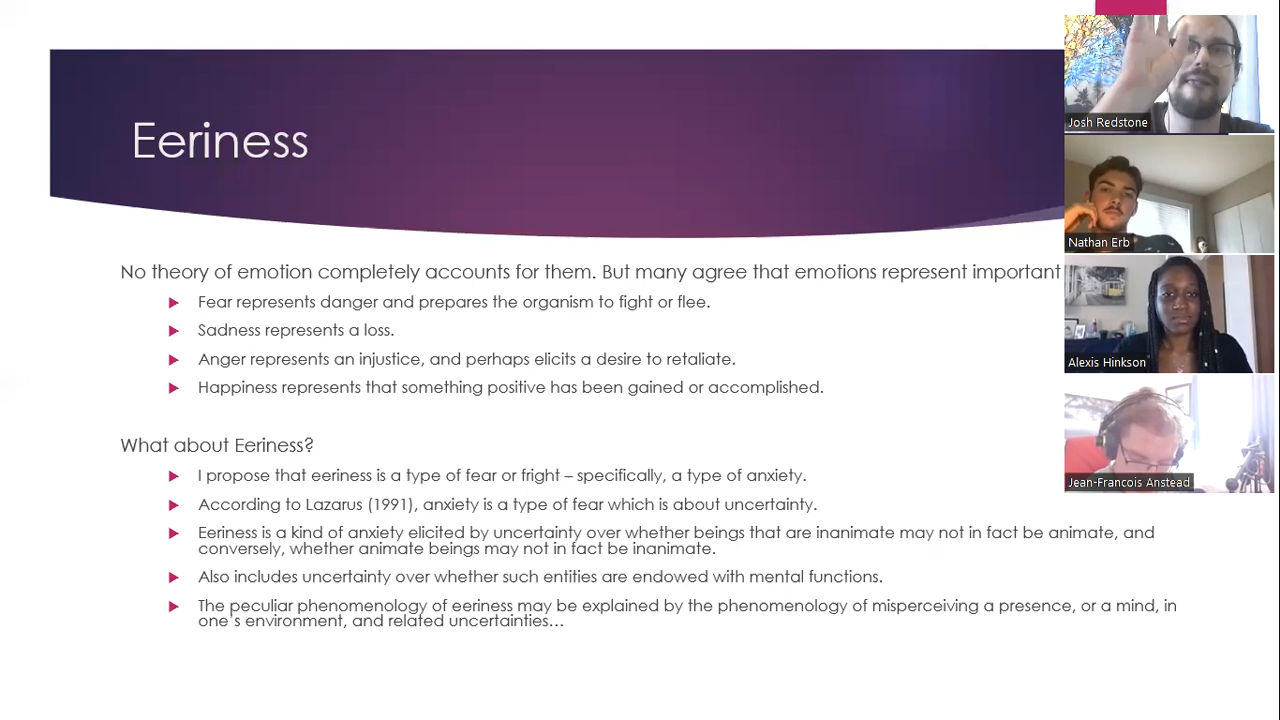 Eeriness
No theory of emotion completely accounts for them. But many agree that emotions represent important
Fear represents danger and prepares the organism to fight or flee.
Sadness represents a loss.
Anger represents an injustice, and perhaps elicits a desire to retaliate.
Happiness represents that something positive has been gained or accomplished.
What about Eeriness?
I propose that eeriness is a type of fear or fright – specifically, a type of anxiety.
According to Lazarus (1991), anxiety is a type of fear which is about uncertainty.
Eeriness is a kind of anxiety elicited by uncertainty over whether beings that are inanimate may not in fact be animate, and
conversely, whether animate beings may not in fact be inanimate.
Also includes uncertainty over whether such entities are endowed with mental functions.
The peculiar phenomenology of eeriness may be explained by the phenomenology of misperceiving a presence, or a mind, in
one's environment, and related uncertainties…
Josh Redstone
Nathan Erb
Alexis Hinkson
Jean-Francois Anstead